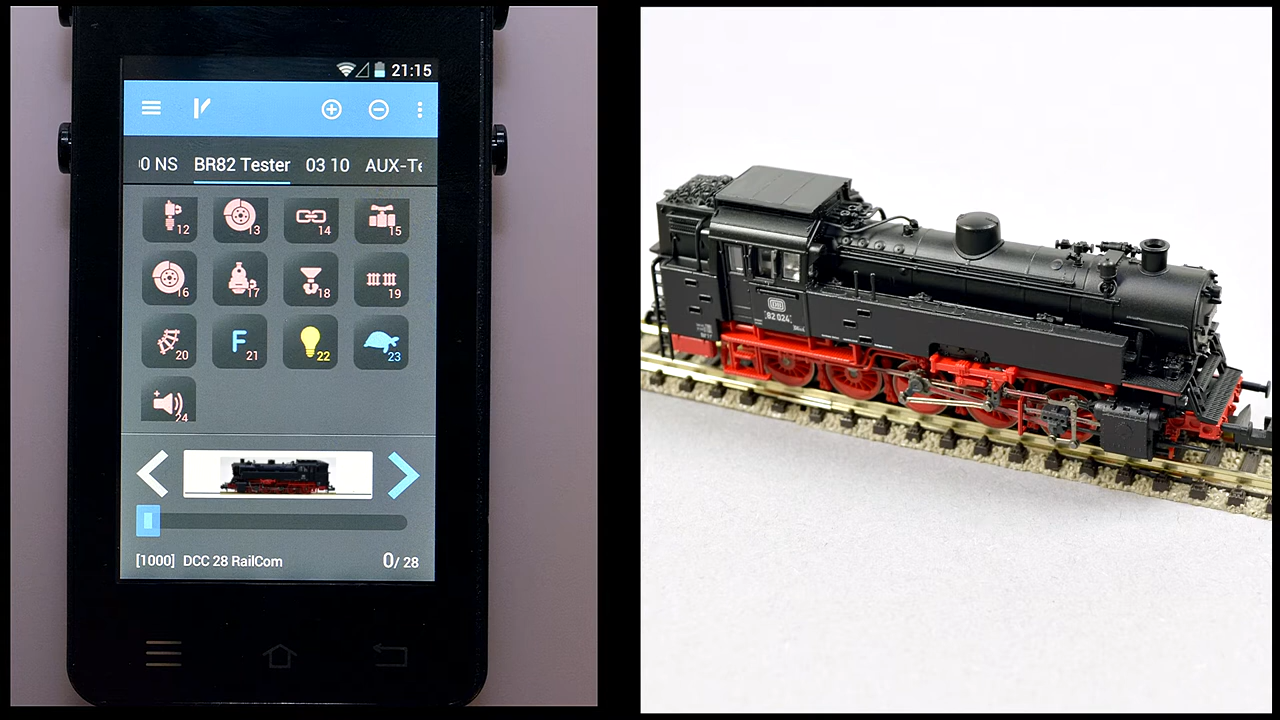 21:15
0 NS BR82 Tester 03 10 AUX-Te
12 13 14 15
16 17 18 19
20 F 21 22 23
24
[1000] DCC 28 RailCom 0/ 28
DB
82 024